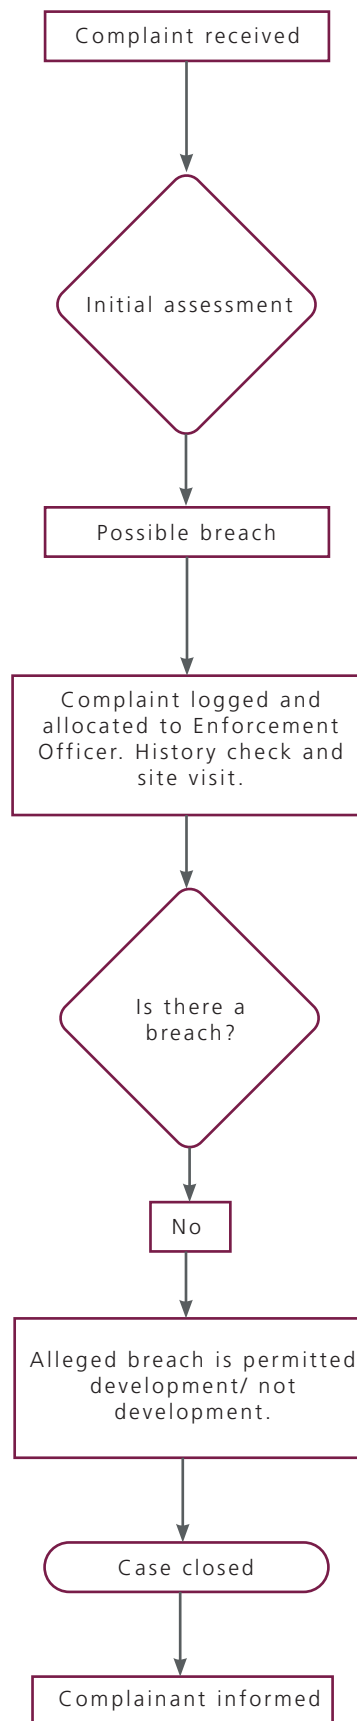 Complaint received
Initial assessment
Possible breach
Complaint logged and
allocated to Enforcement
Officer. History check and
site visit.
Is there a
breach?
No
Alleged breach is permitted
development/ not
development.
Case closed
Complainant informed